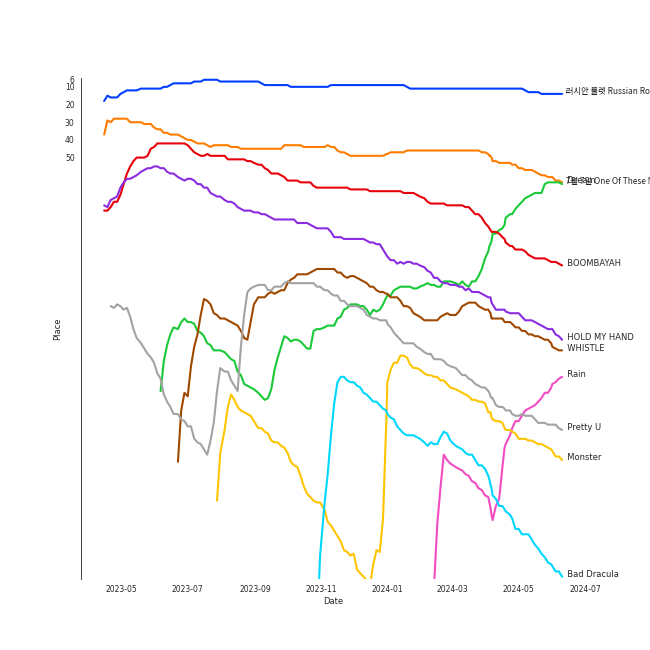 6
10
20
30
40
50
Place
러시안 룰렛 Russian Ro
One Of These N
BOOMBAYAH
HOLD MY HAND
WHISTLE
Rain
Pretty U
Monster
Bad Dracula
2023-05
2023-07
2023-09
2023-11
2024-01
2024-03
2024-05
2024-07
Date